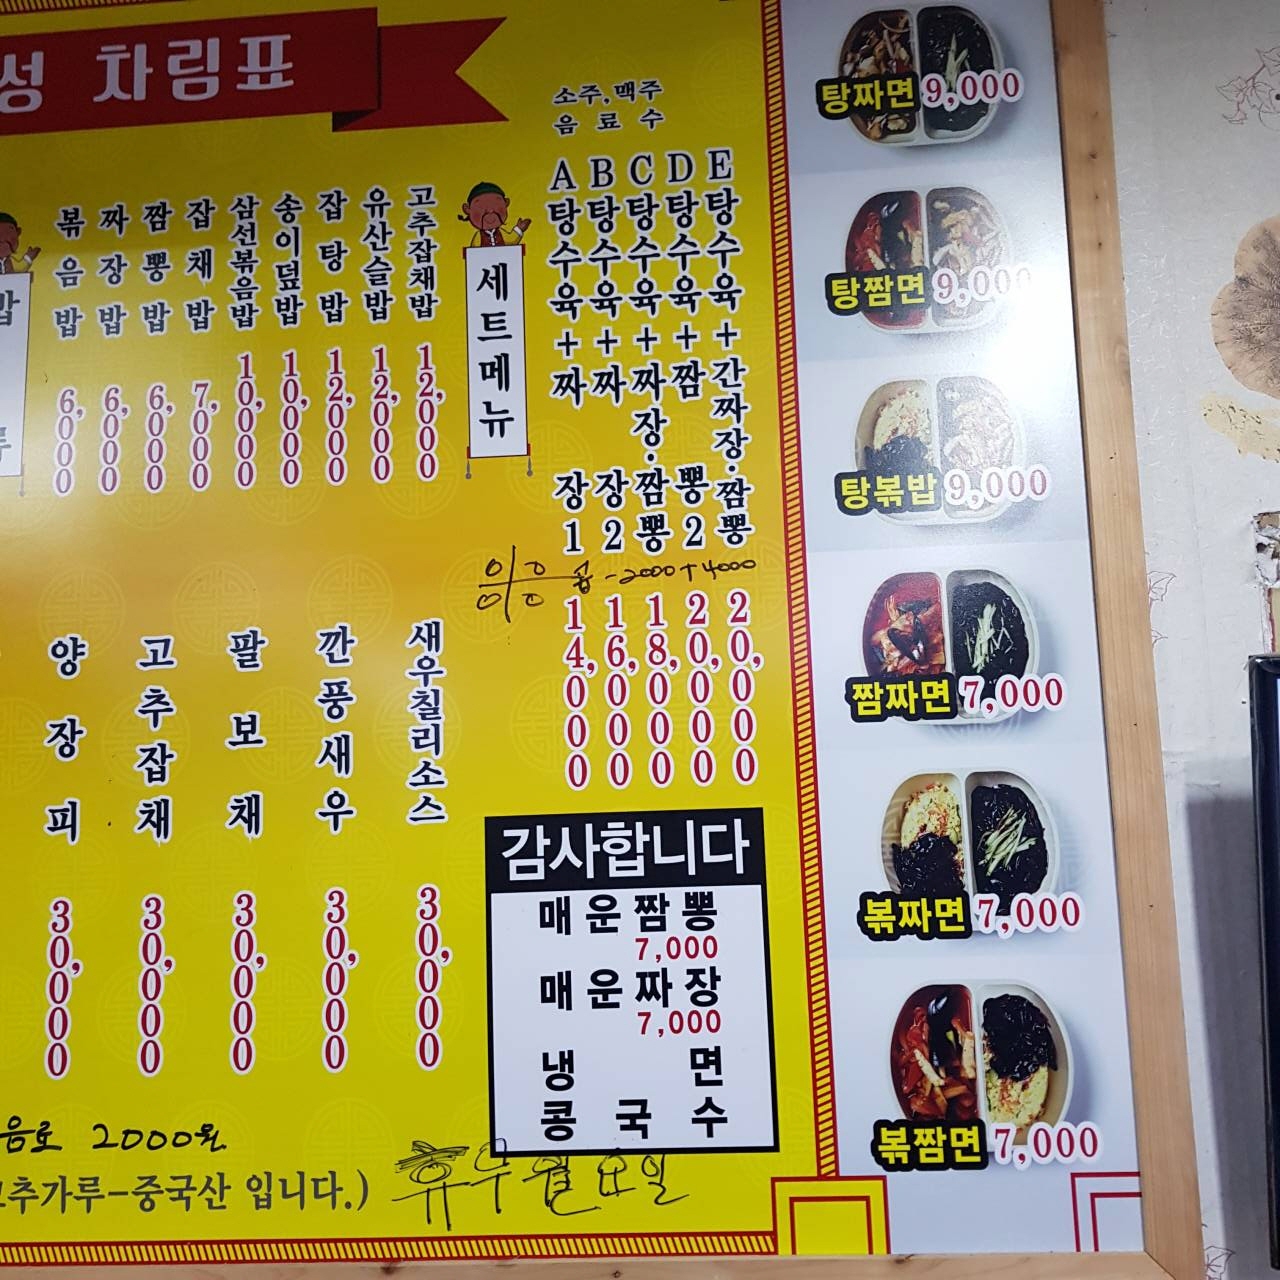 성 차림표
소주,맥주
음료수
볶음밥 6,000
짜장밥 6,000
짬뽕밥 6,000
잡채밥 7,000
삼선볶음밥 10,000
송이덮밥 10,000
잡탕밥 12,000
유산슬밥 12,000
고추잡채밥 12,000
세트메뉴
A 탕수육+짜장1 14,000
B 탕수육+짜장2 16,000
C 탕수육+짜장·짬뽕 18,000
D 탕수육+짬뽕2 20,000
E 탕수육+간짜장·짬뽕 20,000
-2000 + 4000
양장피 30,000
고추잡채 30,000
팔보채 30,000
깐풍새우 30,000
새우칠리소스 30,000
감사합니다
매운짬뽕
7,000
매운짜장
7,000
냉면
콩국수
음료 2000원
고추가루-중국산 입니다.)
휴무 월요일
탕짜면 9,000
탕짬면 9,000
탕볶밥 9,000
짬짜면 7,000
볶짜면 7,000
볶짬면 7,000